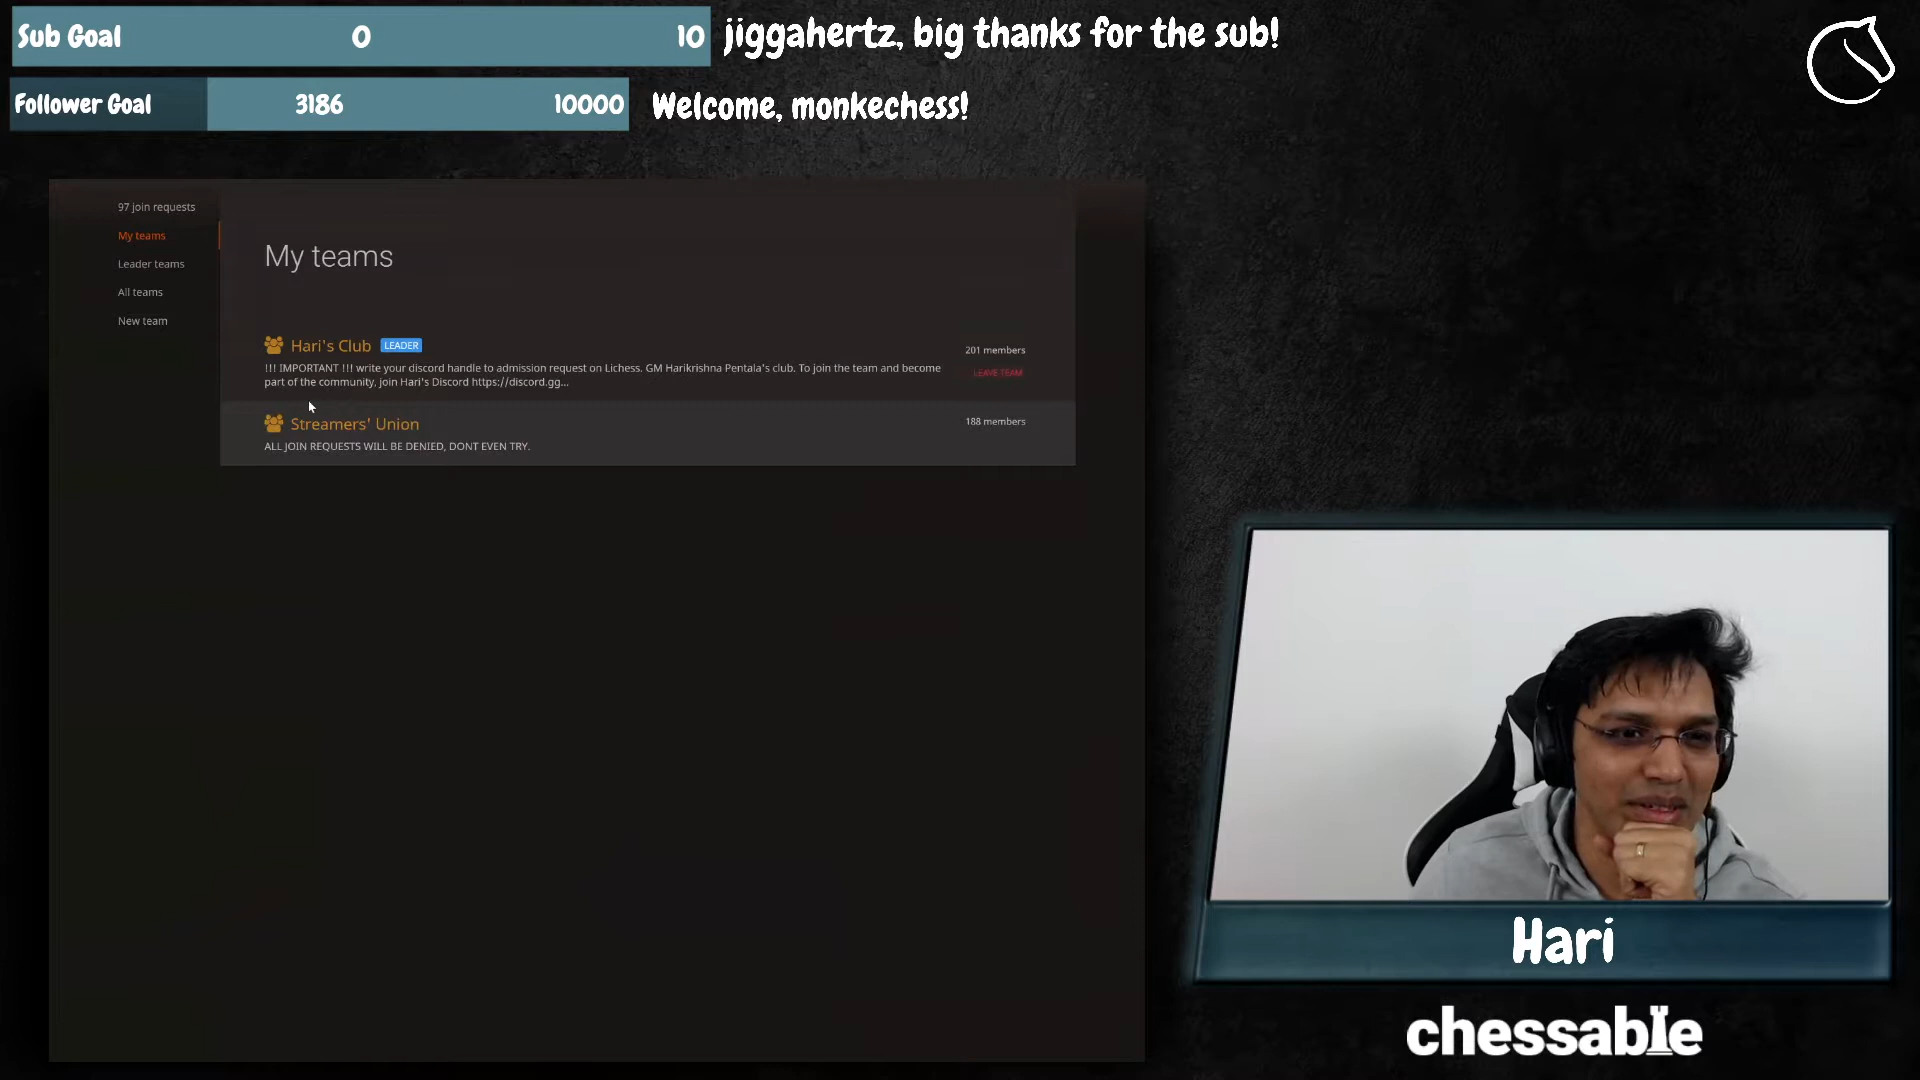 Sub Goal 0 10 jiggahertz, big thanks for the sub!
Follower Goal 3186 10000 Welcome, monkechess!
97 join requests
My teams
Leader teams
All teams
New team
My teams
Hari's Club LEADER
201 members
!!! IMPORTANT !!! write your discord handle to admission request on Lichess. GM Harikrishna Pentala's club. To join the team and become
part of the community, join Hari's Discord https://discord.gg...
LEAVE TEAM
Streamers' Union
188 members
ALL JOIN REQUESTS WILL BE DENIED, DONT EVEN TRY.
Hari
chessable